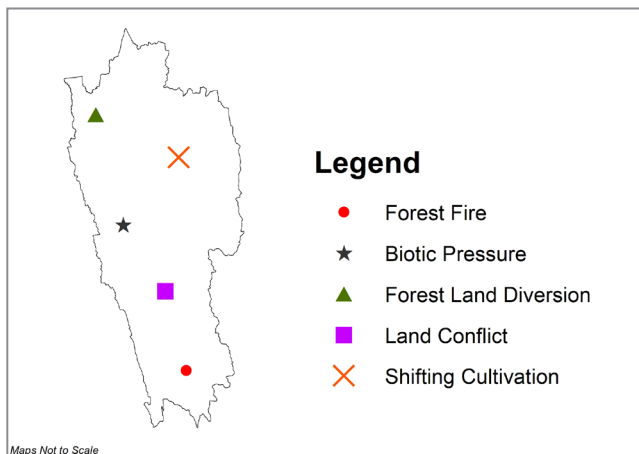 Legend
Forest Fire
Biotic Pressure
Forest Land Diversion
Land Conflict
Shifting Cultivation
Maps Not to Scale